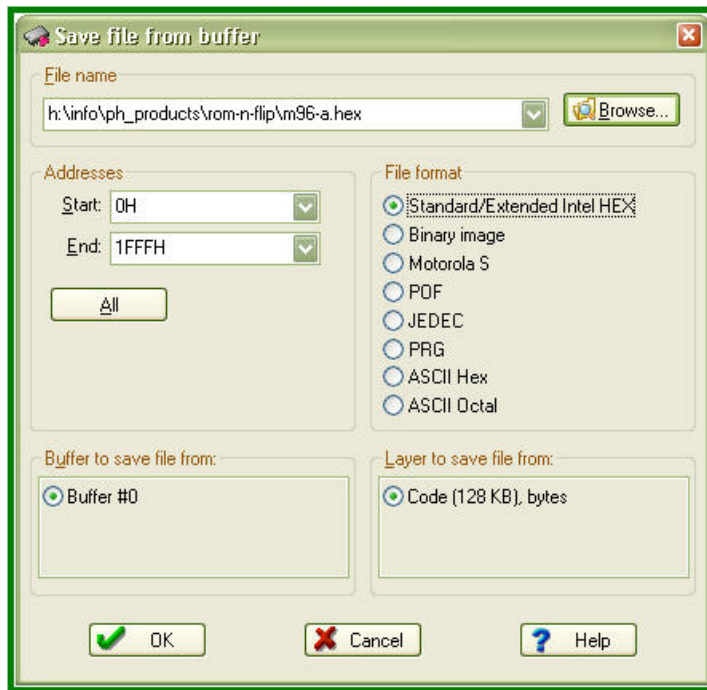 Save file from buffer
File name
h:\info\ph_products\rom-n-flip\m96-a.hex
Browse...
Addresses
Start: 0H
End: 1FFFH
All
File format
Standard/Extended Intel HEX
Binary image
Motorola S
POF
JEDEC
PRG
ASCII Hex
ASCII Octal
Buffer to save file from:
Buffer #0
Layer to save file from:
Code (128 KB), bytes
OK
Cancel
Help